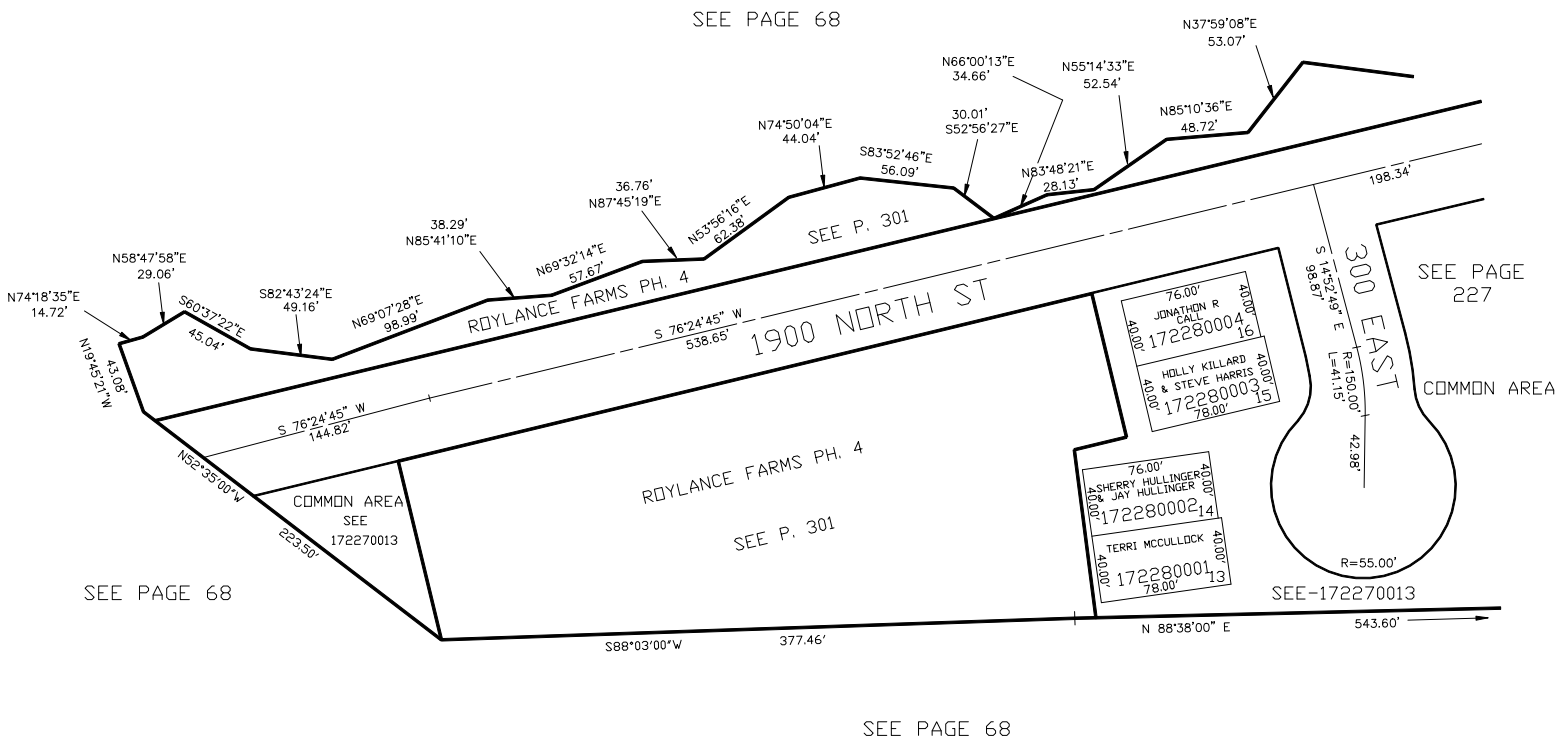 SEE PAGE 68
N37°59'08"E
53.07'
N66°00'13"E
34.66'
N55°14'33"E
52.54'
N85°10'36"E
48.72'
30.01'
S52°56'27"E
N74°50'04"E
44.04'
S83°52'46"E
56.09'
N83°48'21"E
28.13'
198.34'
36.76'
N87°45'19"E
N53°56'16"E
62.38'
SEE P. 301
38.29'
N85°41'10"E
N69°32'14"E
57.67'
N58°47'58"E
29.06'
N74°18'35"E
14.72'
S60°37'22"E
45.04'
S82°43'24"E
49.16'
N69°07'28"E
98.99'
ROYLANCE FARMS PH. 4
S 76°24'45" W
538.65'
1900 NORTH ST
N19°45'21"W
43.08'
S 76°24'45" W
144.82'
N52°35'00"W
223.50'
COMMON AREA
SEE
172270013
ROYLANCE FARMS PH. 4
SEE P. 301
76.00'
40.00'
JONATHON R
CALL
172280004
16
40.00'
HOLLY KILLARD
& STEVE HARRIS
172280003
15
40.00'
40.00'
78.00'
76.00'
40.00'
SHERRY HULLINGER
& JAY HULLINGER
172280002
14
40.00'
TERRI MCCULLOCK
172280001
13
40.00'
40.00'
78.00'
300 EAST
S 14°52'49" E
98.87'
R=150.00'
L=41.15'
42.98'
R=55.00'
SEE PAGE
227
COMMON AREA
SEE-172270013
SEE PAGE 68
S88°03'00"W
377.46'
N 88°38'00" E
543.60'
SEE PAGE 68